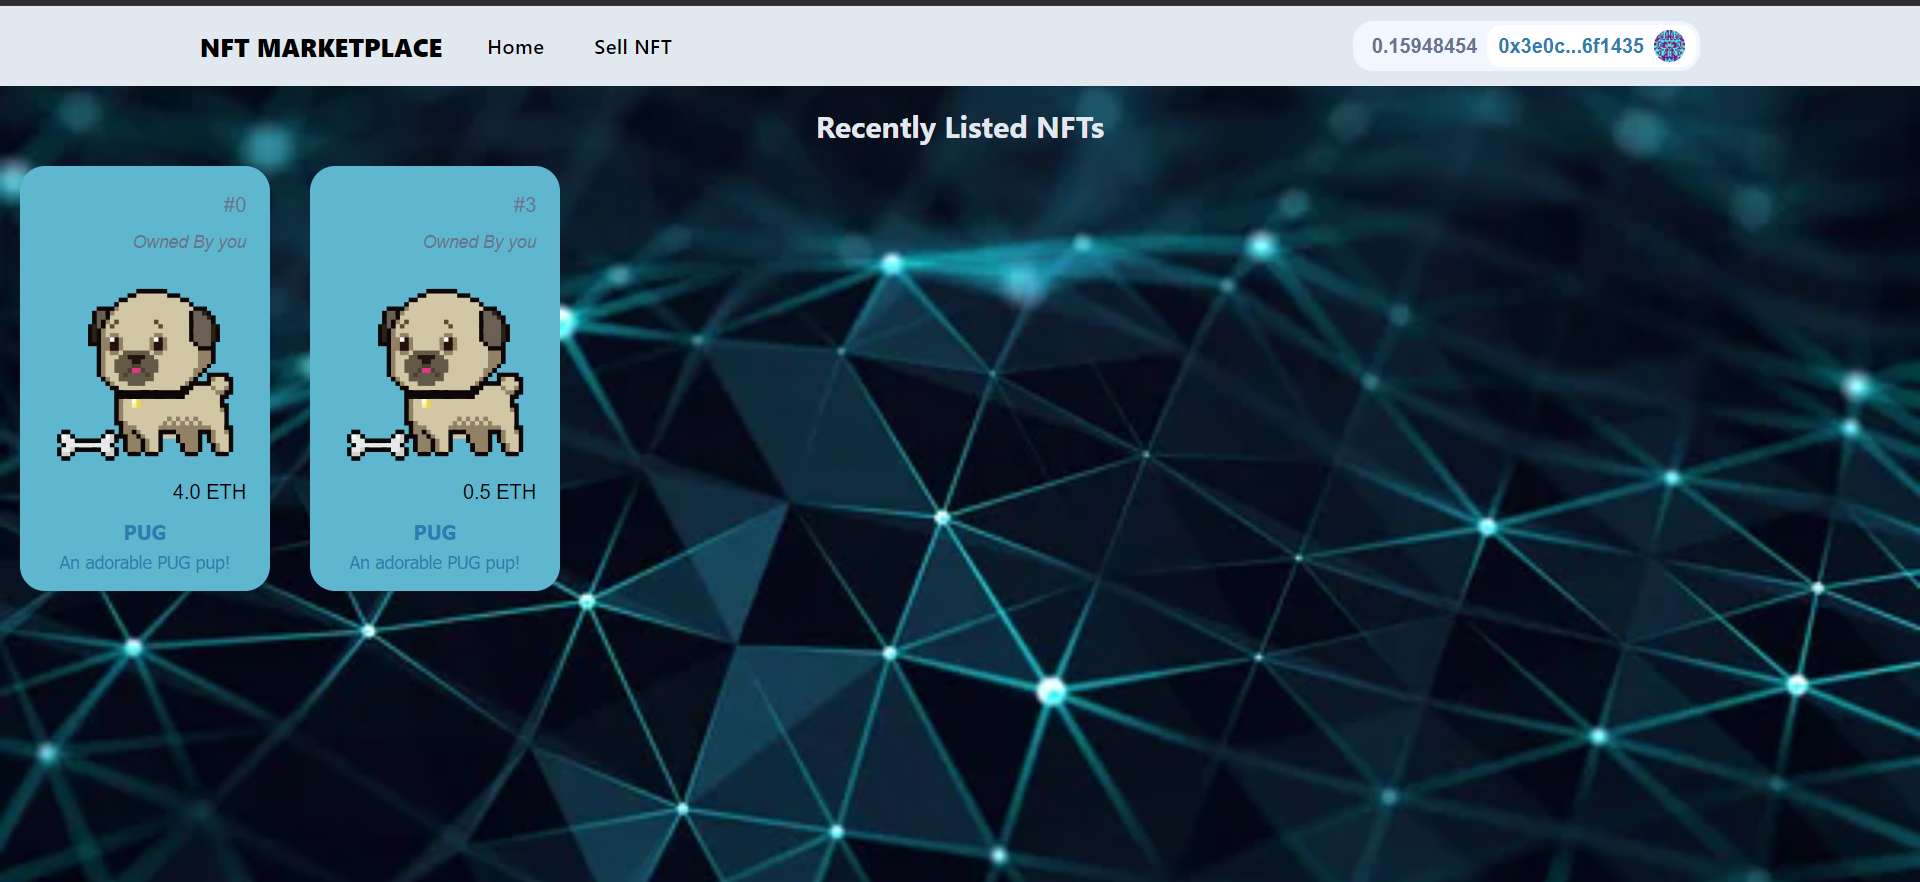 NFT MARKETPLACE Home Sell NFT 0.15948454 0x3e0c...6f1435
Recently Listed NFTs
#0
Owned By you
4.0 ETH
PUG
An adorable PUG pup!
#3
Owned By you
0.5 ETH
PUG
An adorable PUG pup!